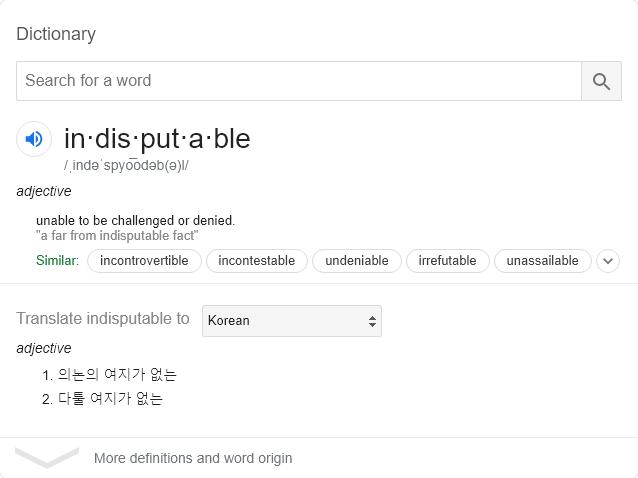 Dictionary
Search for a word
in·dis·put·a·ble
/ˌindəˈspyo͞odəb(ə)l/
adjective
unable to be challenged or denied.
"a far from indisputable fact"
Similar: incontrovertible incontestable undeniable irrefutable unassailable
Translate indisputable to Korean
adjective
1. 의논의 여지가 없는
2. 다툴 여지가 없는
More definitions and word origin